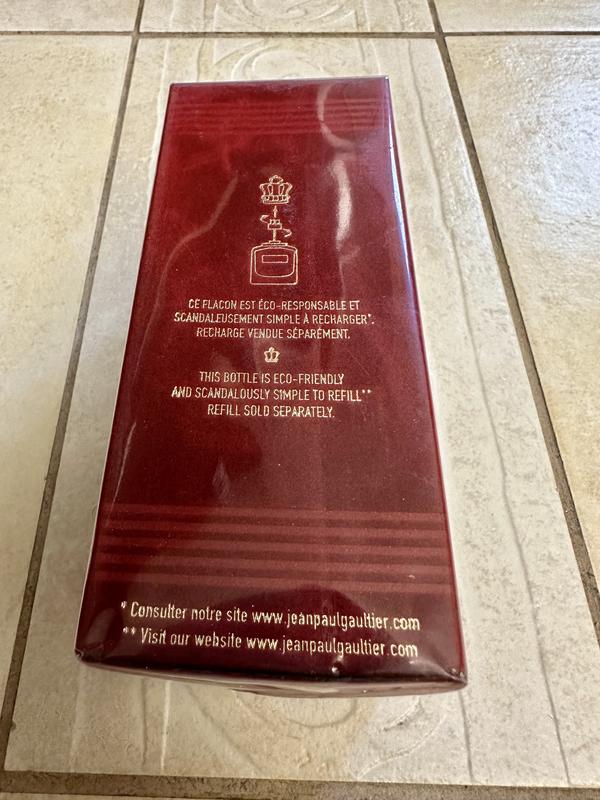 CE FLACON EST ÉCO-RESPONSABLE ET
SCANDALEUSEMENT SIMPLE À RECHARGER*.
RECHARGE VENDUE SÉPARÉMENT.
THIS BOTTLE IS ECO-FRIENDLY
AND SCANDALOUSLY SIMPLE TO REFILL**
REFILL SOLD SEPARATELY.
* Consulter notre site www.jeanpaulgaultier.com
** Visit our website www.jeanpaulgaultier.com